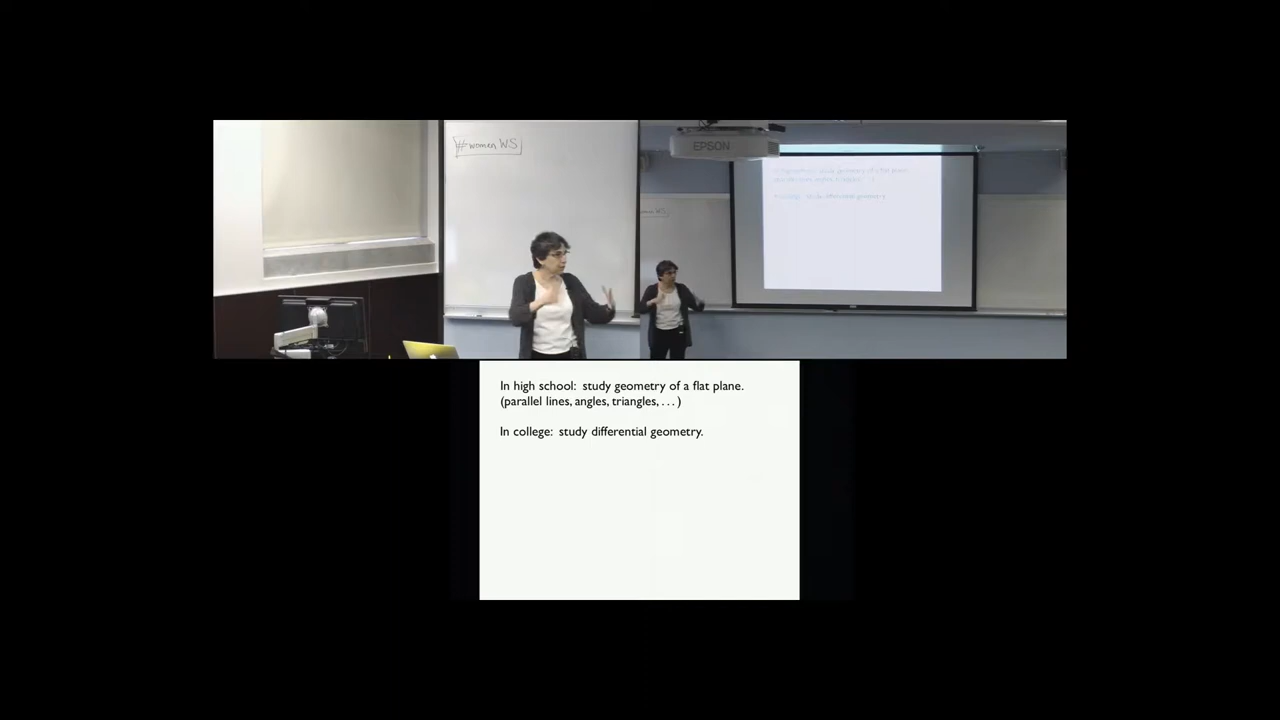 #women WS
EPSON
In high school: study geometry of a flat plane.
(parallel lines, angles, triangles, . . . )
In college: study differential geometry.